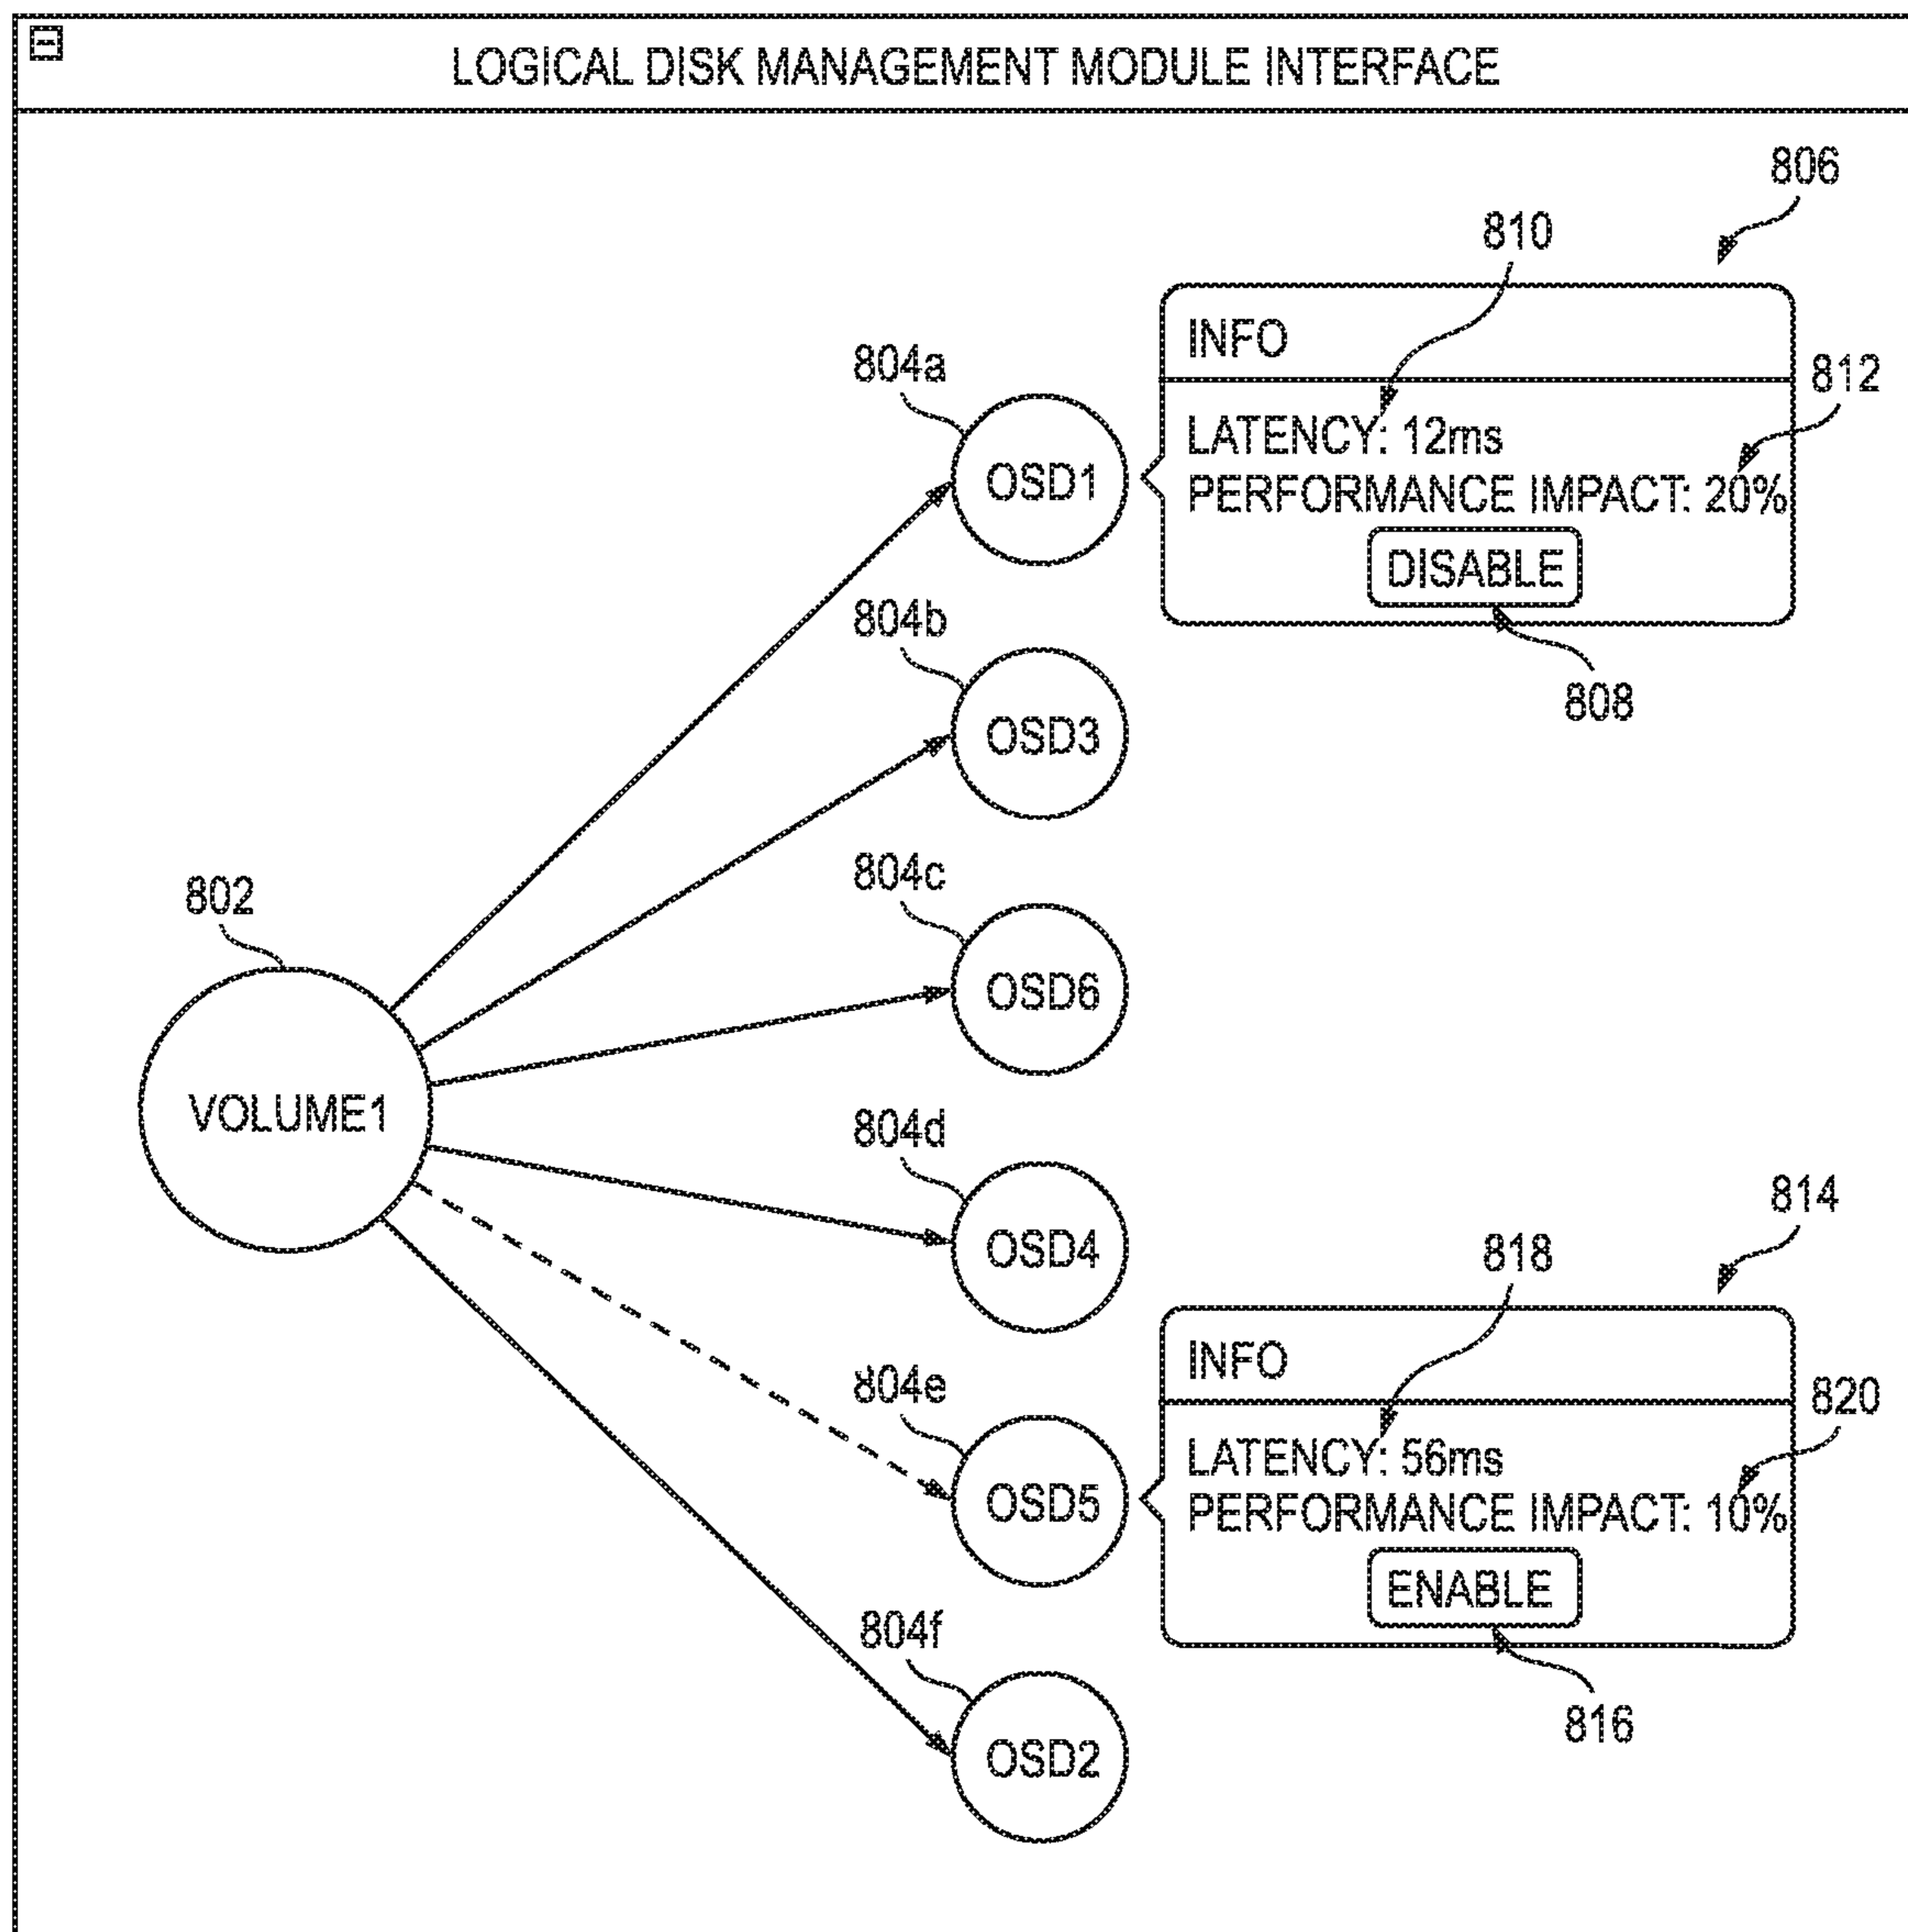 LOGICAL DISK MANAGEMENT MODULE INTERFACE
806
810
INFO
804a
812
LATENCY: 12ms
OSD1
PERFORMANCE IMPACT: 20%
DISABLE
804b
808
OSD3
804c
802
OSD6
VOLUME1
804d
814
818
OSD4
INFO
804e
820
LATENCY: 56ms
OSD5
PERFORMANCE IMPACT: 10%
ENABLE
804f
816
OSD2